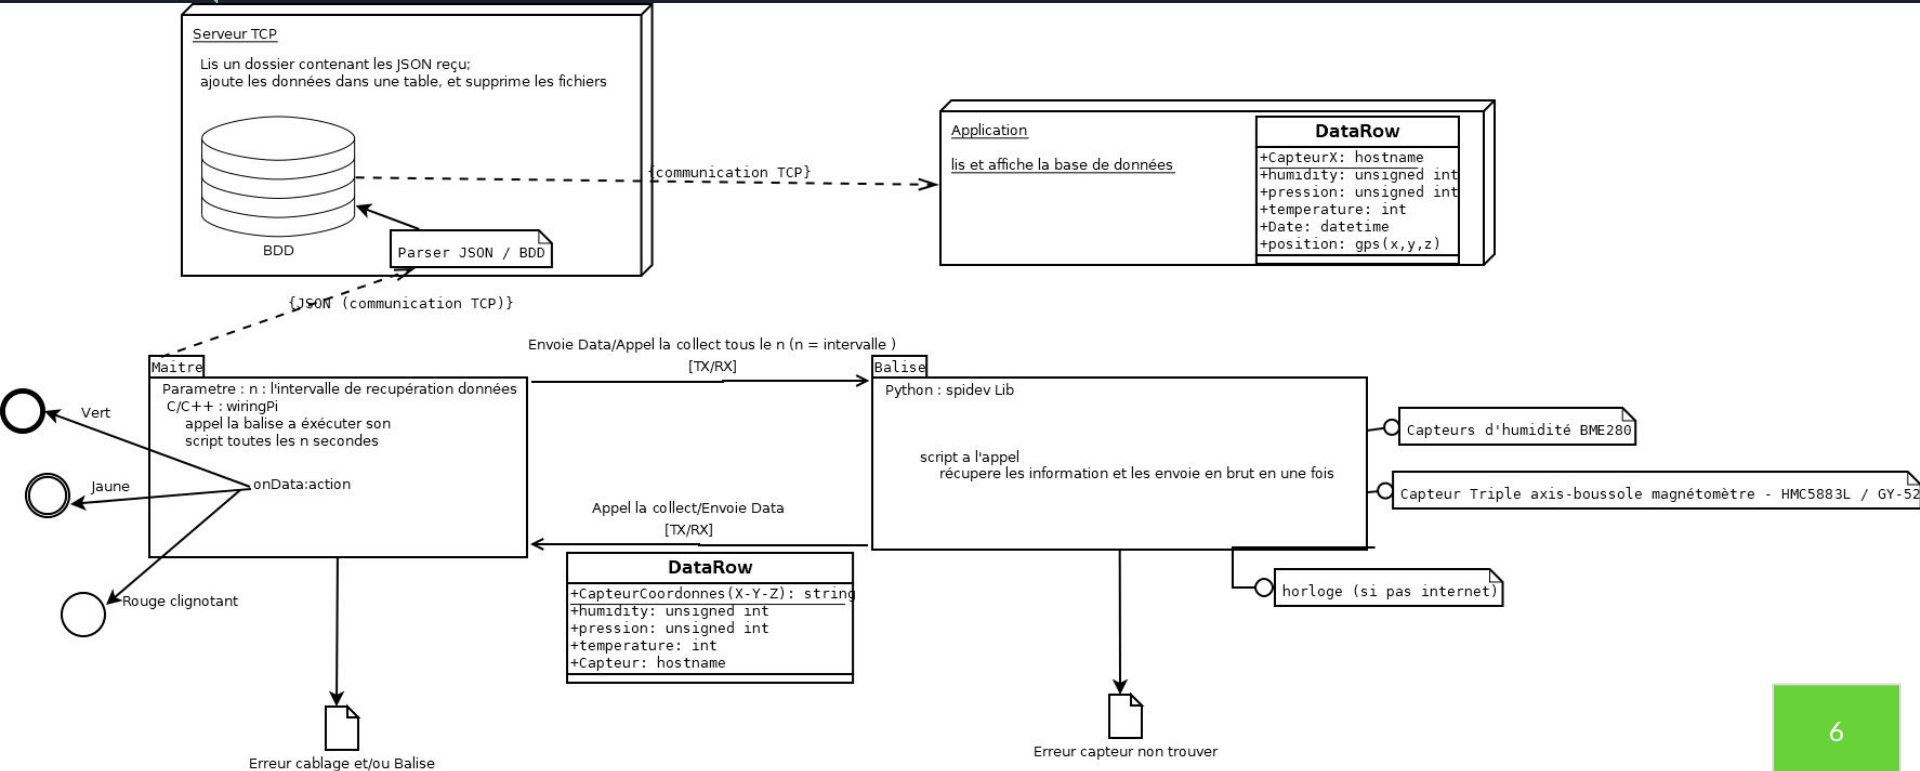 Serveur TCP
Lis un dossier contenant les JSON reçu;
ajoute les données dans une table, et supprime les fichiers
BDD
Parser JSON / BDD
{communication TCP}
Application
lis et affiche la base de données
DataRow
+CapteurX: hostname
+humidity: unsigned int
+pression: unsigned int
+temperature: int
+Date: datetime
+position: gps(x,y,z)
{JSON (communication TCP)}
Maitre
Parametre : n : l'intervalle de recupération données
C/C++ : wiringPi
appel la balise a éxécuter son
script toutes les n secondes
onData:action
Vert
Jaune
Rouge clignotant
Envoie Data/Appel la collect tous le n (n = intervalle )
[TX/RX]
Appel la collect/Envoie Data
[TX/RX]
DataRow
+CapteurCoordonnes(X-Y-Z): string
+humidity: unsigned int
+pression: unsigned int
+temperature: int
+Capteur: hostname
Balise
Python : spidev Lib
script a l'appel
récupere les information et les envoie en brut en une fois
Capteurs d'humidité BME280
Capteur Triple axis-boussole magnétomètre - HMC5883L / GY-52
horloge (si pas internet)
Erreur cablage et/ou Balise
Erreur capteur non trouver
6